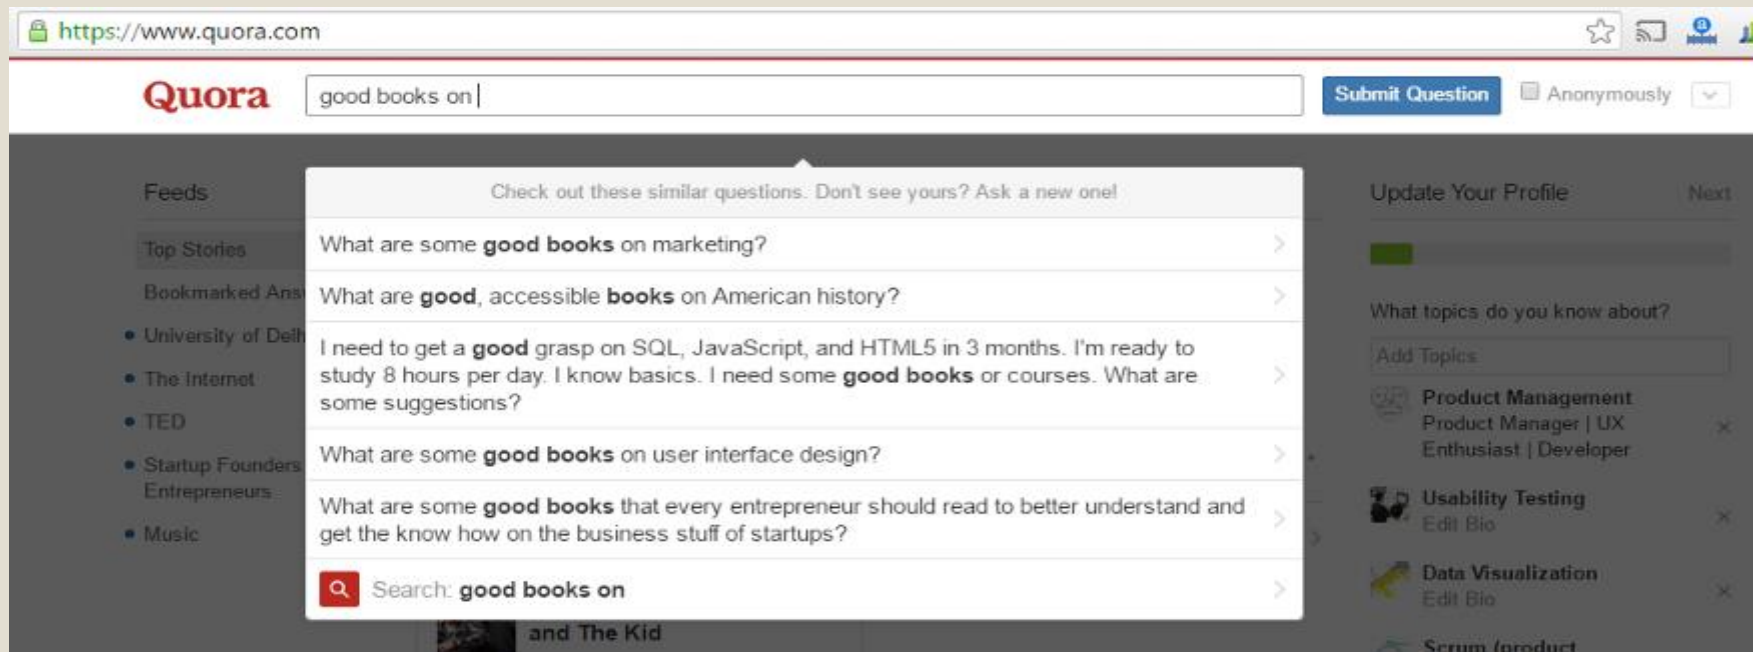 https://www.quora.com
Quora
good books on
Submit Question
Anonymously
Feeds
Top Stories
Bookmarked Ans
University of Delh
The Internet
TED
Startup Founders
Entrepreneurs
Music
Check out these similar questions. Don't see yours? Ask a new one!
What are some good books on marketing?
What are good, accessible books on American history?
I need to get a good grasp on SQL, JavaScript, and HTML5 in 3 months. I'm ready to
study 8 hours per day. I know basics. I need some good books or courses. What are
some suggestions?
What are some good books on user interface design?
What are some good books that every entrepreneur should read to better understand and
get the know how on the business stuff of startups?
Search: good books on
and The Kid
Update Your Profile
Next
What topics do you know about?
Add Topics
Product Management
Product Manager | UX
Enthusiast | Developer
Usability Testing
Edit Bio
Data Visualization
Edit Bio
Scrum (product